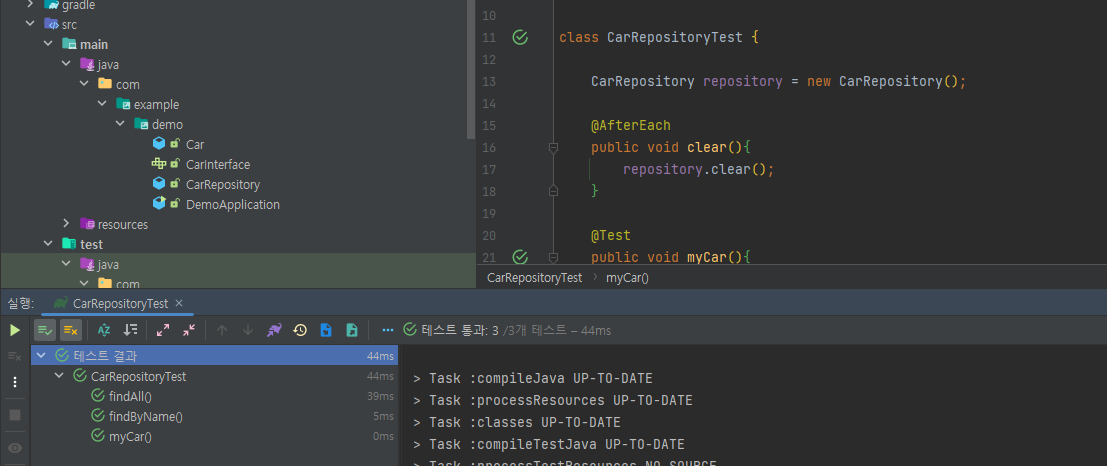 gradle
src
main
java
com
example
demo
Car
CarInterface
CarRepository
DemoApplication
resources
test
java
com
10
11 class CarRepositoryTest {
12
13 CarRepository repository = new CarRepository();
14
15 @AfterEach
16 public void clear(){
17 repository.clear();
18 }
19
20 @Test
21 public void myCar(){
CarRepositoryTest > myCar()
실행: CarRepositoryTest ×
테스트 통과: 3 /3개 테스트 – 44ms
테스트 결과 44ms
CarRepositoryTest 44ms
findAll() 39ms
findByName() 5ms
myCar() 0ms
> Task :compileJava UP-TO-DATE
> Task :processResources UP-TO-DATE
> Task :classes UP-TO-DATE
> Task :compileTestJava UP-TO-DATE
> Task :processTestResources NO-SOURCE